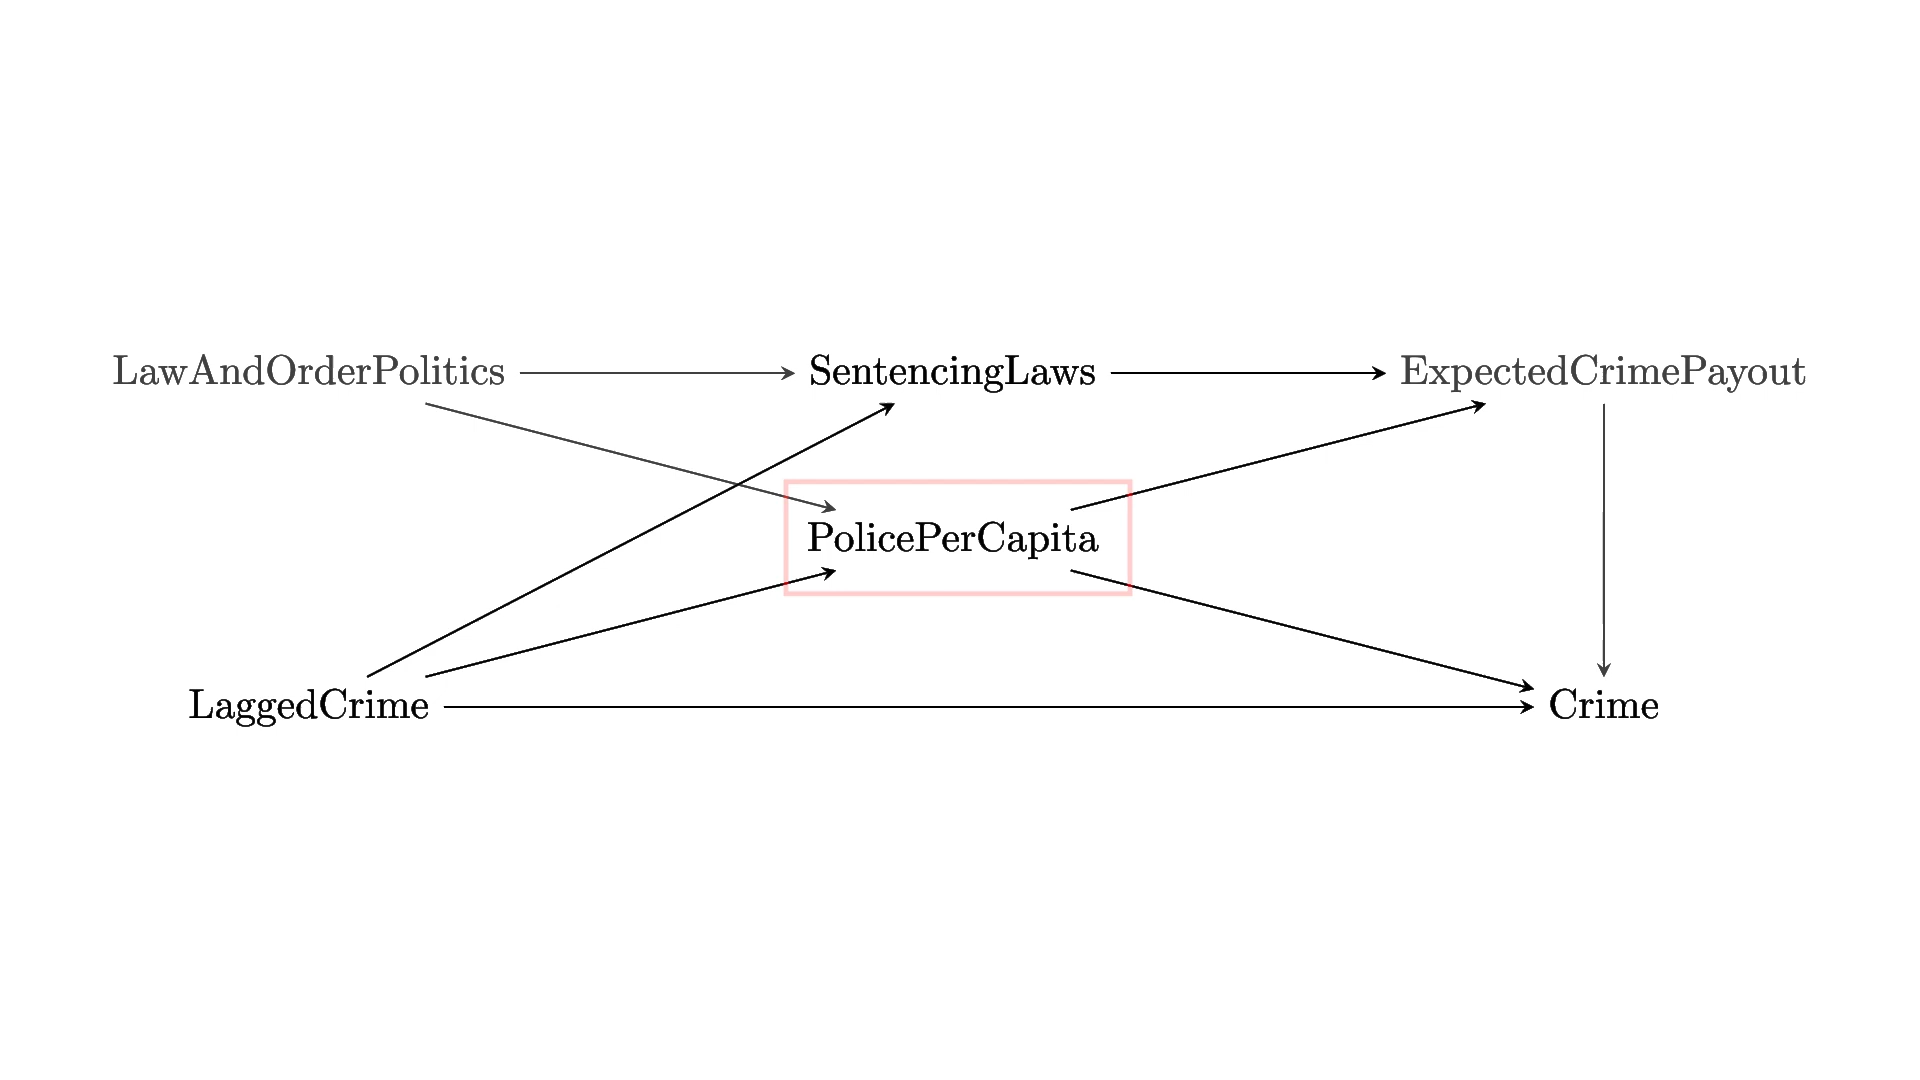 LawAndOrderPolitics
SentencingLaws
ExpectedCrimePayout
PolicePerCapita
LaggedCrime
Crime